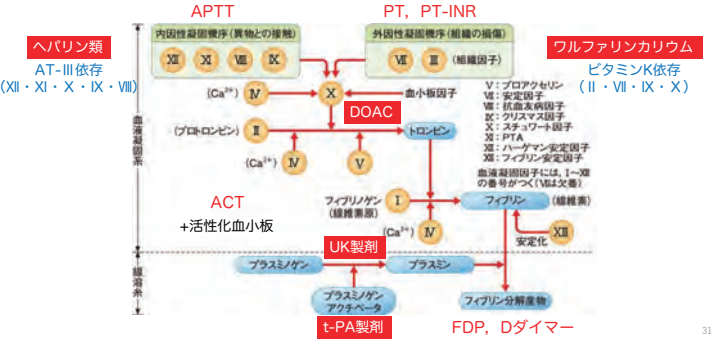 APTT
PT, PT-INR
内因性凝固機序(異物との接触)
外因性凝固機序(組織の損傷)
ヘパリン類
AT-Ⅲ依存
(Ⅻ・Ⅺ・Ⅹ・Ⅸ・Ⅷ)
Ⅻ Ⅺ Ⅷ Ⅸ
Ⅶ Ⅲ (組織因子)
ワルファリンカリウム
ビタミンK依存
(Ⅱ・Ⅶ・Ⅸ・Ⅹ)
(Ca²⁺) Ⅳ
Ⅹ
血小板因子
DOAC
(プロトロンビン) Ⅱ
トロンビン
(Ca²⁺) Ⅳ
Ⅴ
Ⅴ:プロアクセリン
Ⅶ:安定因子
Ⅷ:抗血友病因子
Ⅸ:クリスマス因子
Ⅹ:スチュワート因子
Ⅺ:PTA
Ⅻ:ハーゲマン安定因子
XIII:フィブリン安定因子
血液凝固因子には、Ⅰ〜XIII
の番号がつく(Ⅵは欠番)
血液凝固系
ACT
+活性化血小板
フィブリノゲン
(線維素原)
Ⅰ
フィブリン
(線維素)
(Ca²⁺) Ⅳ
XIII
安定化
UK製剤
線溶系
プラスミノゲン
プラスミン
プラスミノゲン
アクチベータ
フィブリン分解産物
t-PA製剤
FDP, Dダイマー
31